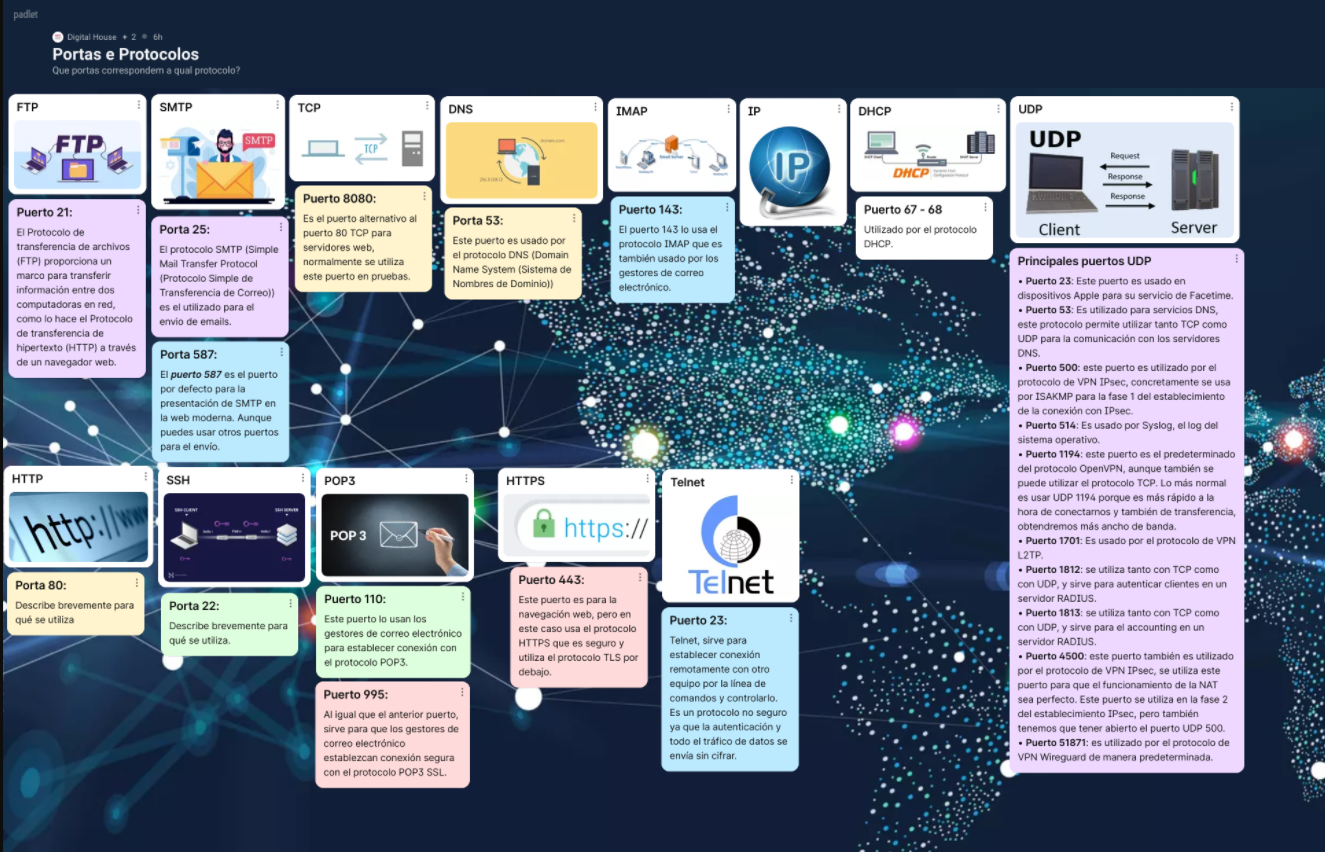 padlet
Digital House + 2 6h
Portas e Protocolos
Que portas correspondem a qual protocolo?
FTP
FTP
Puerto 21:
El Protocolo de
transferencia de archivos
(FTP) proporciona un
marco para transferir
información entre dos
computadoras en red,
como lo hace el Protocolo
de transferencia de
hipertexto (HTTP) a través
de un navegador web.
SMTP
SMTP
Porta 25:
El protocolo SMTP (Simple
Mail Transfer Protocol
(Protocolo Simple de
Transferencia de Correo))
es el utilizado para el
envio de emails.
Porta 587:
El puerto 587 es el puerto
por defecto para la
presentación de SMTP en
la web moderna. Aunque
puedes usar otros puertos
para el envío.
TCP
TCP
Puerto 8080:
Es el puerto alternativo al
puerto 80 TCP para
servidores web,
normalmente se utiliza
este puerto en pruebas.
DNS
Porta 53:
Este puerto es usado por
el protocolo DNS (Domain
Name System (Sistema de
Nombres de Dominio))
IMAP
Email Server
Puerto 143:
El puerto 143 lo usa el
protocolo IMAP que es
también usado por los
gestores de correo
electrónico.
IP
IP
DHCP
DHCP
Puerto 67 - 68
Utilizado por el protocolo
DHCP.
UDP
UDP
Request
Response
Response
Client
Server
Principales puertos UDP
• Puerto 23: Este puerto es usado en
dispositivos Apple para su servicio de Facetime.
• Puerto 53: Es utilizado para servicios DNS,
este protocolo permite utilizar tanto TCP como
UDP para la comunicación con los servidores
DNS.
• Puerto 500: este puerto es utilizado por el
protocolo de VPN IPsec, concretamente se usa
por ISAKMP para la fase 1 del establecimiento
de la conexión con IPsec.
• Puerto 514: Es usado por Syslog, el log del
sistema operativo.
• Puerto 1194: este puerto es el predeterminado
del protocolo OpenVPN, aunque también se
puede utilizar el protocolo TCP. Lo más normal
es usar UDP 1194 porque es más rápido a la
hora de conectarnos y también de transferencia,
obtendremos más ancho de banda.
• Puerto 1701: Es usado por el protocolo de VPN
L2TP.
• Puerto 1812: se utiliza tanto con TCP como
con UDP, y sirve para autenticar clientes en un
servidor RADIUS.
• Puerto 1813: se utiliza tanto con TCP como
con UDP, y sirve para el accounting en un
servidor RADIUS.
• Puerto 4500: este puerto también es utilizado
por el protocolo de VPN IPsec, se utiliza este
puerto para que el funcionamiento de la NAT
sea perfecto. Este puerto se utiliza en la fase 2
del establecimiento IPsec, pero también
tenemos que tener abierto el puerto UDP 500.
• Puerto 51871: es utilizado por el protocolo de
VPN Wireguard de manera predeterminada.
HTTP
http://www
Porta 80:
Describe brevemente para
qué se utiliza
SSH
SSH CLIENT
SSH SERVER
Porta 22:
Describe brevemente para
qué se utiliza.
POP3
POP 3
Puerto 110:
Este puerto lo usan los
gestores de correo electrónico
para establecer conexión con
el protocolo POP3.
Puerto 995:
Al igual que el anterior puerto,
sirve para que los gestores de
correo electrónico
establezcan conexión segura
con el protocolo POP3 SSL.
HTTPS
https://
Puerto 443:
Este puerto es para la
navegación web, pero en
este caso usa el protocolo
HTTPS que es seguro y
utiliza el protocolo TLS por
debajo.
Telnet
Telnet
Puerto 23:
Telnet, sirve para
establecer conexión
remotamente con otro
equipo por la línea de
comandos y controlarlo.
Es un protocolo no seguro
ya que la autenticación y
todo el tráfico de datos se
envía sin cifrar.